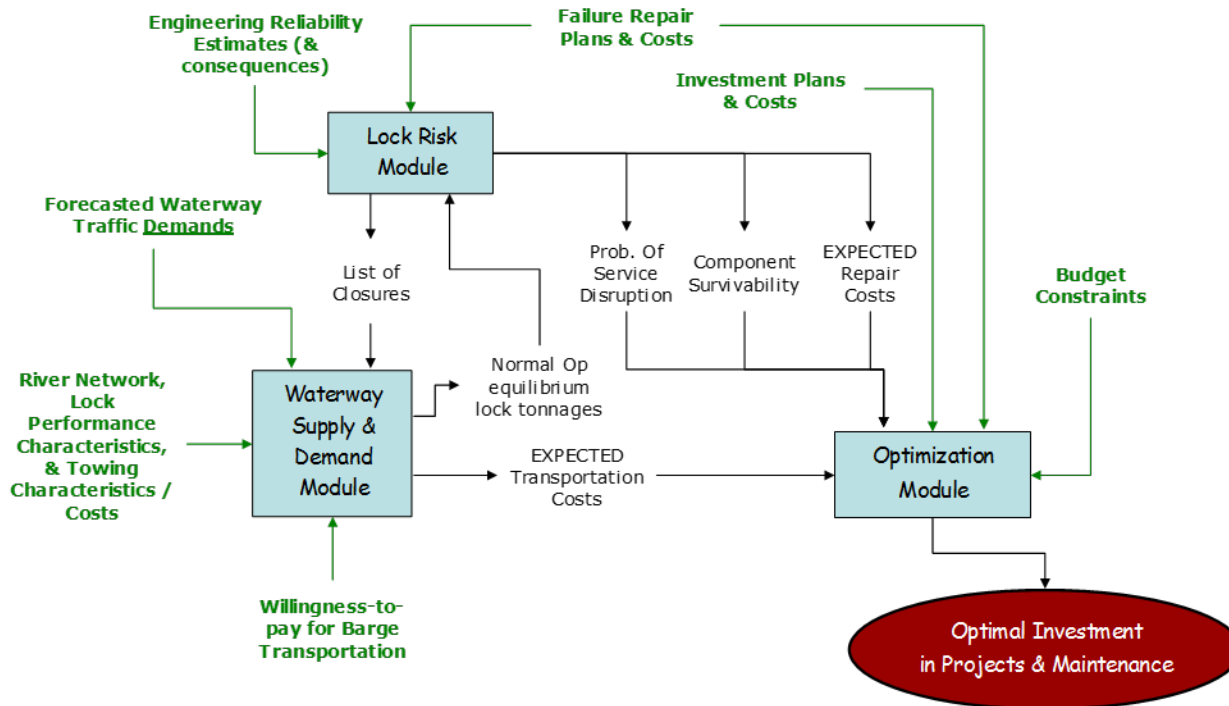 Engineering Reliability
Estimates (&
consequences)
Failure Repair
Plans & Costs
Investment Plans
& Costs
Lock Risk
Module
Forecasted Waterway
Traffic Demands
List of
Closures
Prob. Of
Service
Disruption
Component
Survivability
EXPECTED
Repair
Costs
Budget
Constraints
River Network,
Lock
Performance
Characteristics,
& Towing
Characteristics /
Costs
Waterway
Supply &
Demand
Module
Normal Op
equilibrium
lock tonnages
EXPECTED
Transportation
Costs
Optimization
Module
Willingness-to-
pay for Barge
Transportation
Optimal Investment
in Projects & Maintenance